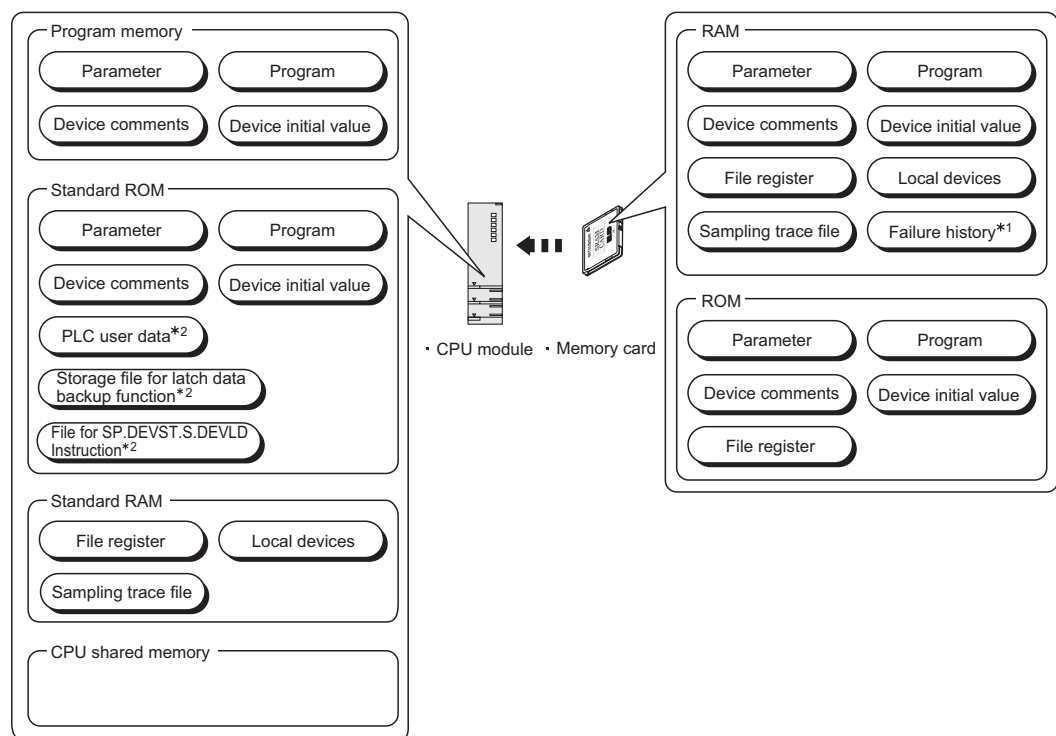 Program memory
Parameter
Program
Device comments
Device initial value
Standard ROM
Parameter
Program
Device comments
Device initial value
PLC user data*2
Storage file for latch data
backup function*2
File for SP.DEVST.S.DEVLD
Instruction*2
Standard RAM
File register
Local devices
Sampling trace file
CPU shared memory
· CPU module
· Memory card
RAM
Parameter
Program
Device comments
Device initial value
File register
Local devices
Sampling trace file
Failure history*1
ROM
Parameter
Program
Device comments
Device initial value
File register